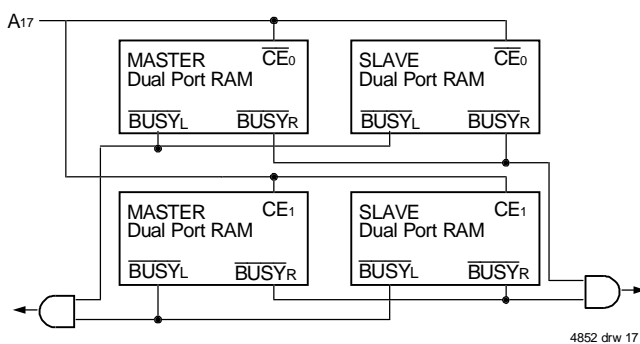 A17
MASTER CE0 SLAVE CE0
Dual Port RAM Dual Port RAM
BUSYL BUSYR BUSYL BUSYR
MASTER CE1 SLAVE CE1
Dual Port RAM Dual Port RAM
BUSYL BUSYR BUSYL BUSYR
4852 drw 17